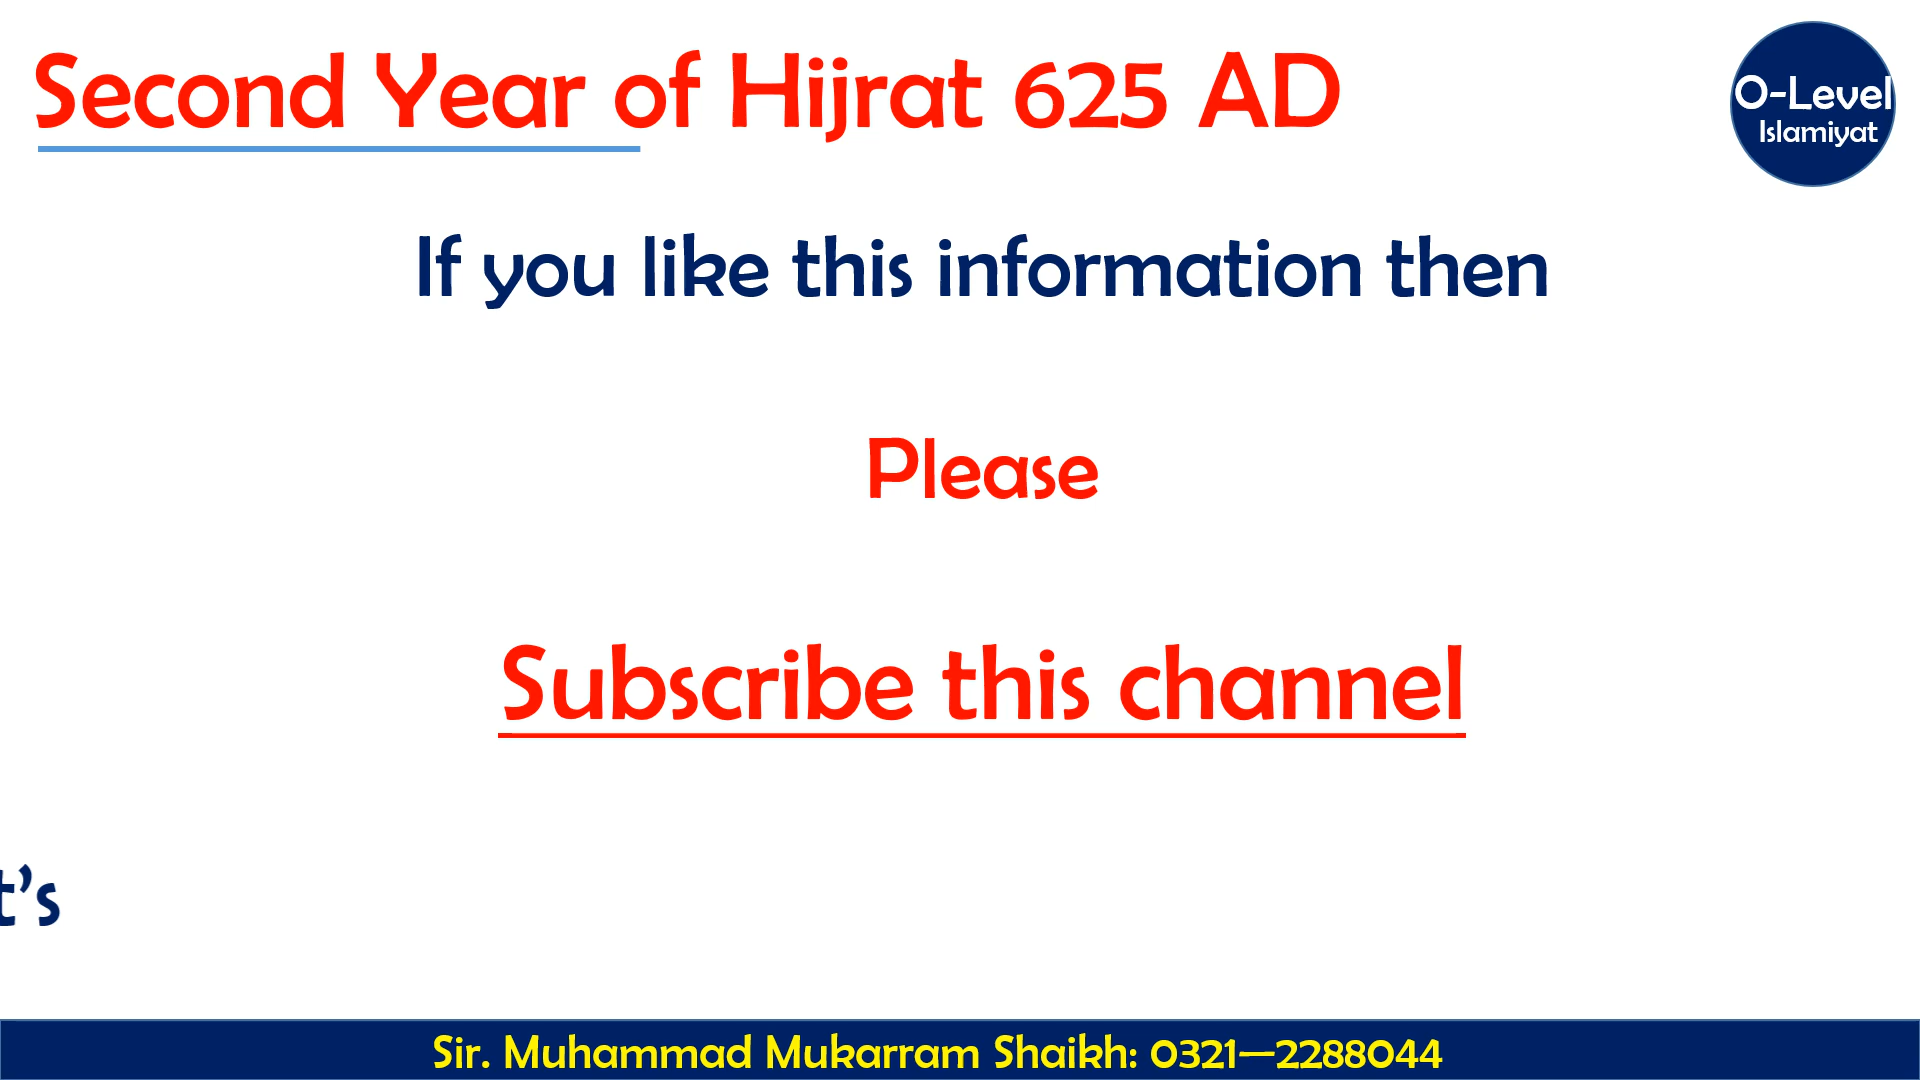 Second Year of Hijrat 625 AD
O-Level
Islamiyat
If you like this information then
Please
Subscribe this channel
t’s
Sir. Muhammad Mukarram Shaikh: 0321—2288044